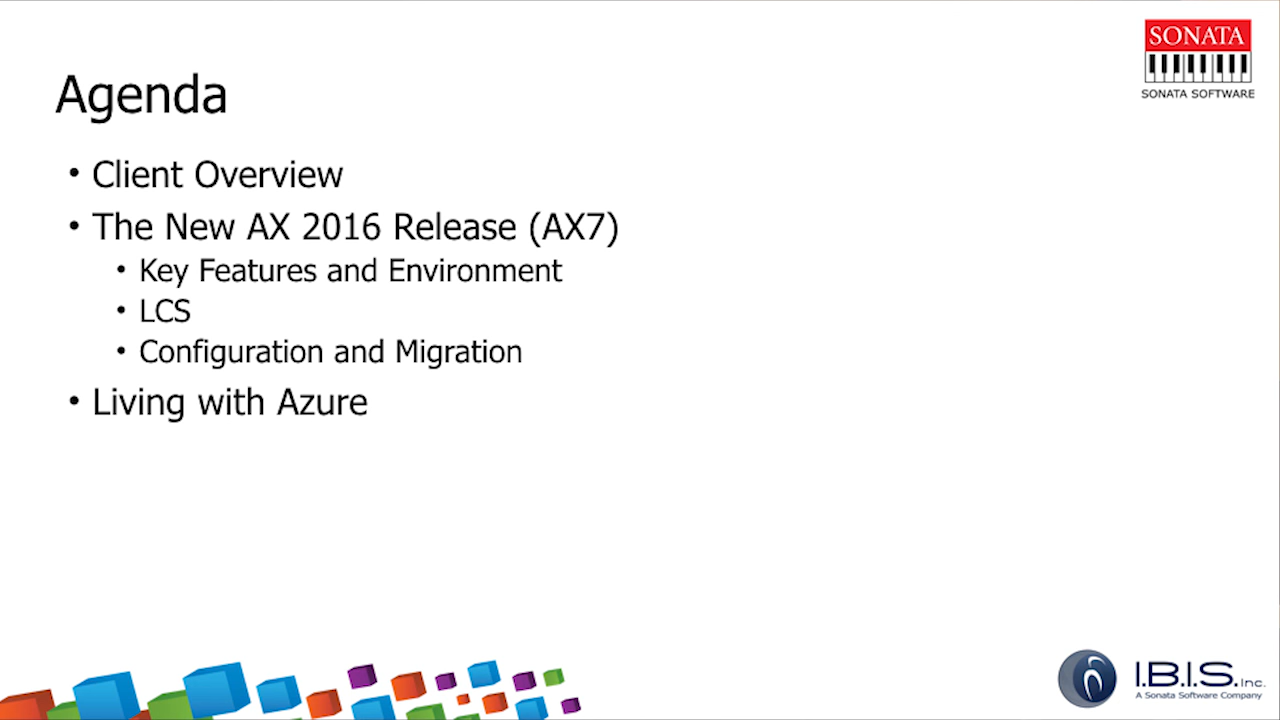 SONATA
SONATA SOFTWARE
Agenda
• Client Overview
• The New AX 2016 Release (AX7)
• Key Features and Environment
• LCS
• Configuration and Migration
• Living with Azure
I.B.I.S. Inc.
A Sonata Software Company